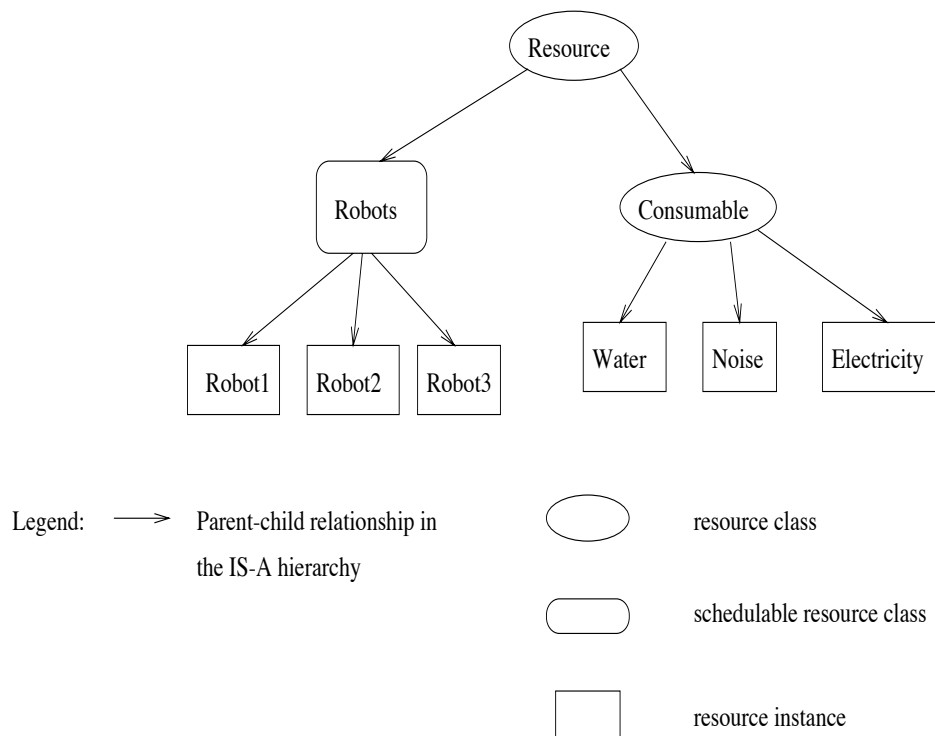 Resource
Robots
Consumable
Robot1
Robot2
Robot3
Water
Noise
Electricity
Legend:
Parent-child relationship in
the IS-A hierarchy
resource class
schedulable resource class
resource instance